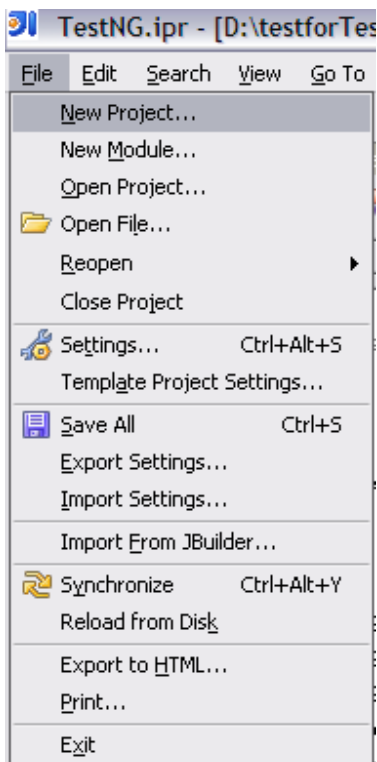 TestNG.ipr - [D:\testforTes
File Edit Search View Go To
New Project...
New Module...
Open Project...
Open File...
Reopen
Close Project
Settings... Ctrl+Alt+S
Template Project Settings...
Save All Ctrl+S
Export Settings...
Import Settings...
Import From JBuilder...
Synchronize Ctrl+Alt+Y
Reload from Disk
Export to HTML...
Print...
Exit